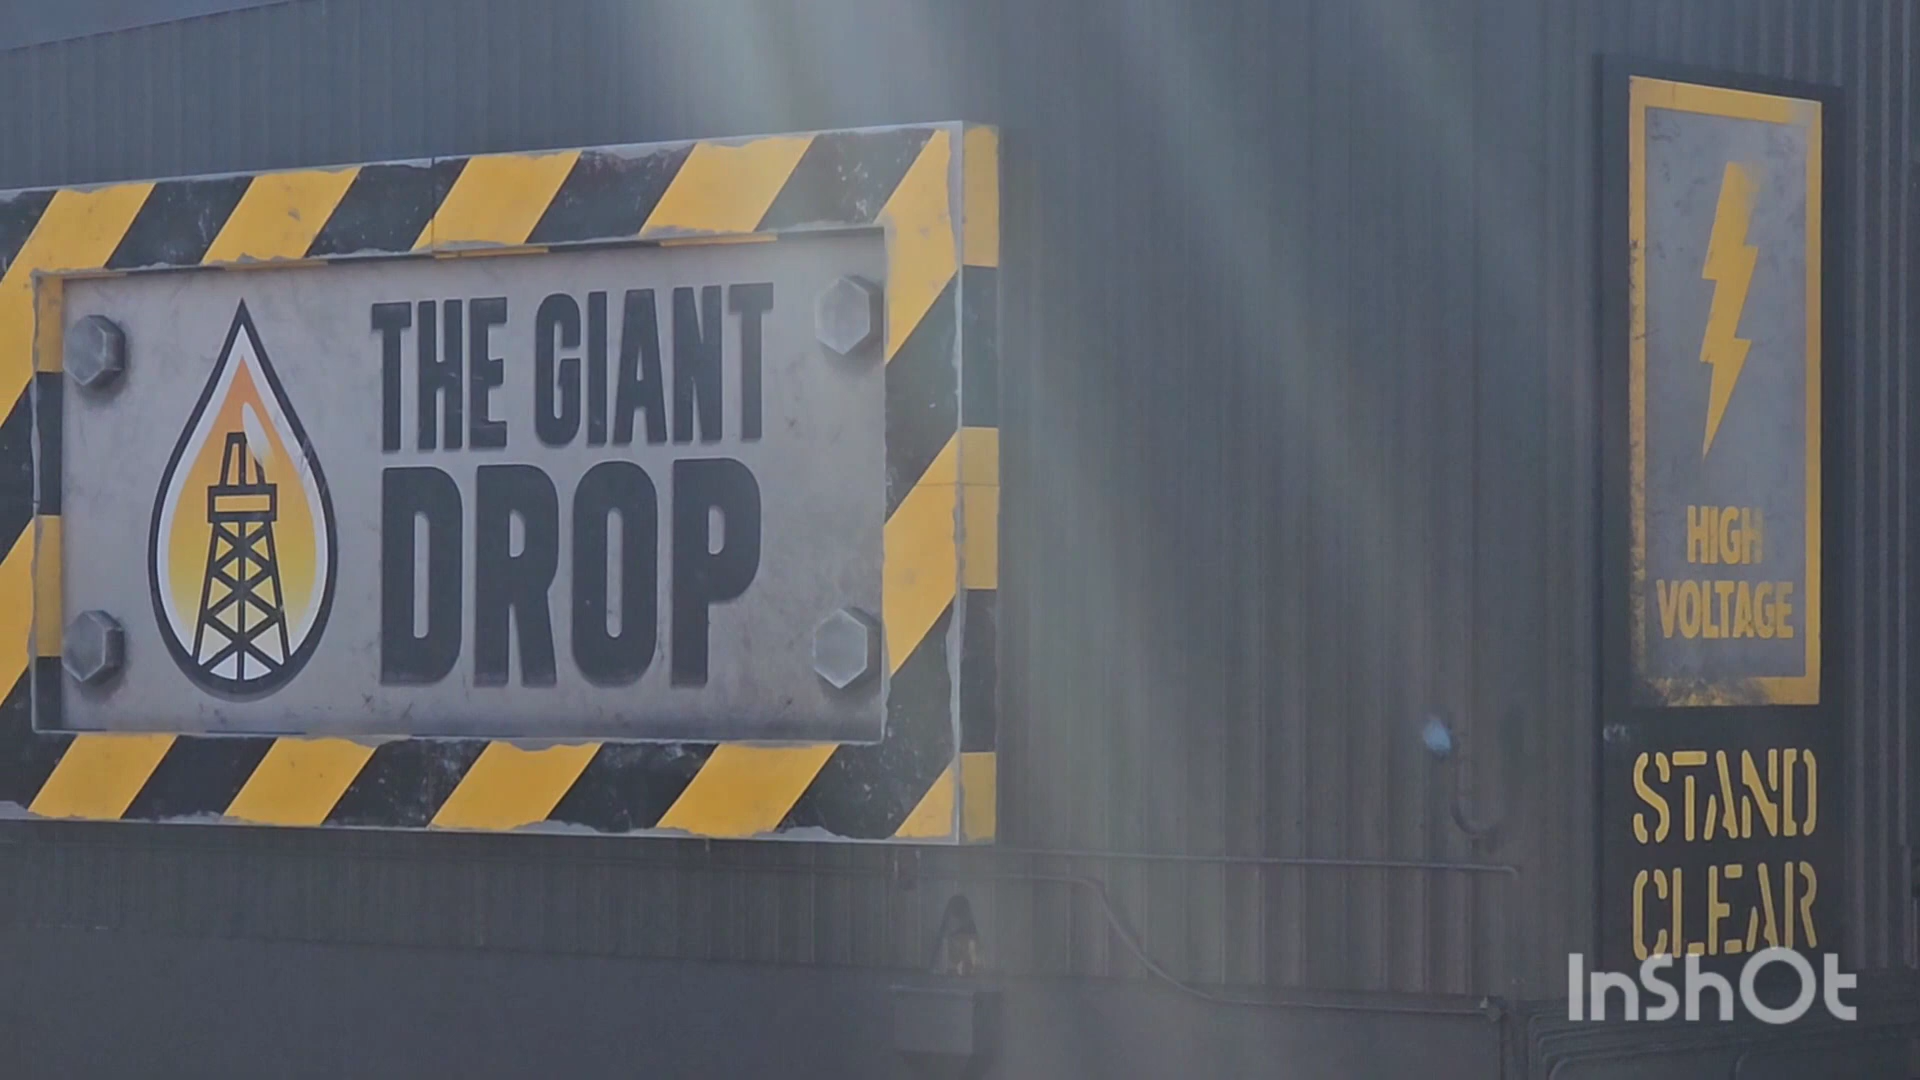 THE GIANT
DROP
HIGH
VOLTAGE
STAND
CLEAR
InShOt